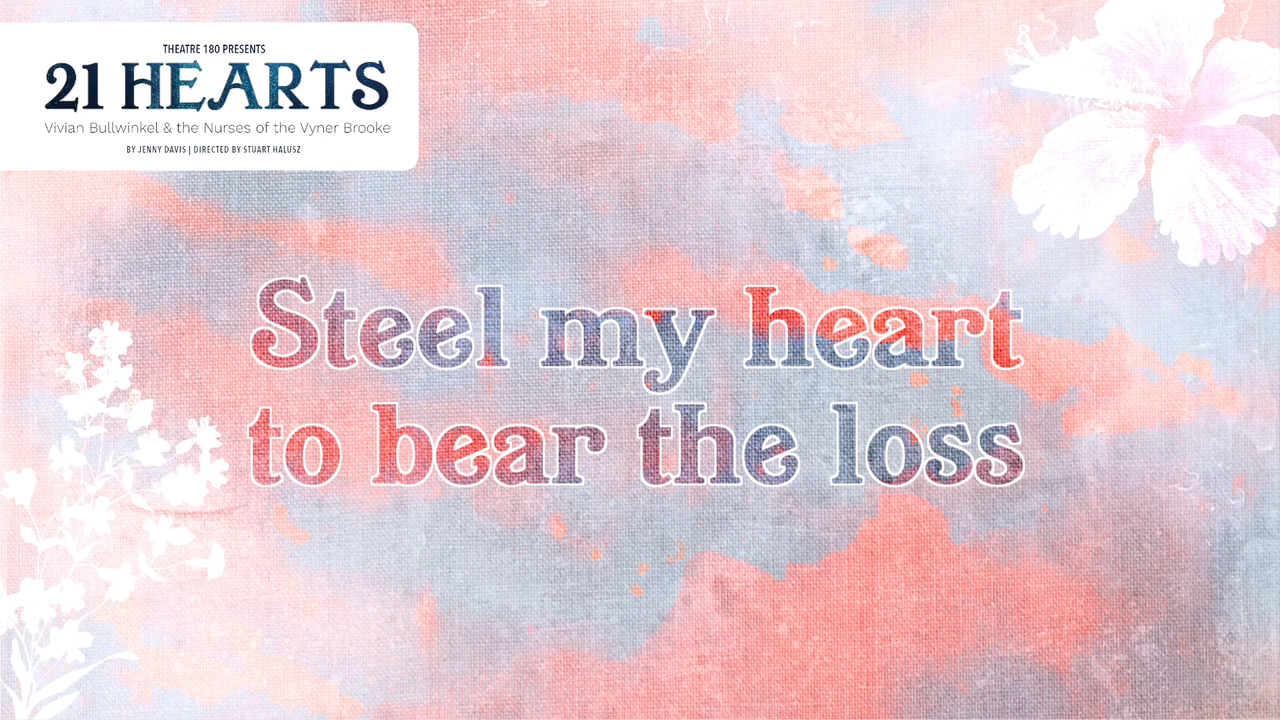 THEATRE 180 PRESENTS
21 HEARTS
Vivian Bullwinkel & the Nurses of the Vyner Brooke
BY JENNY DAVIS | DIRECTED BY STUART HALUSZ
Steel my heart
to bear the loss